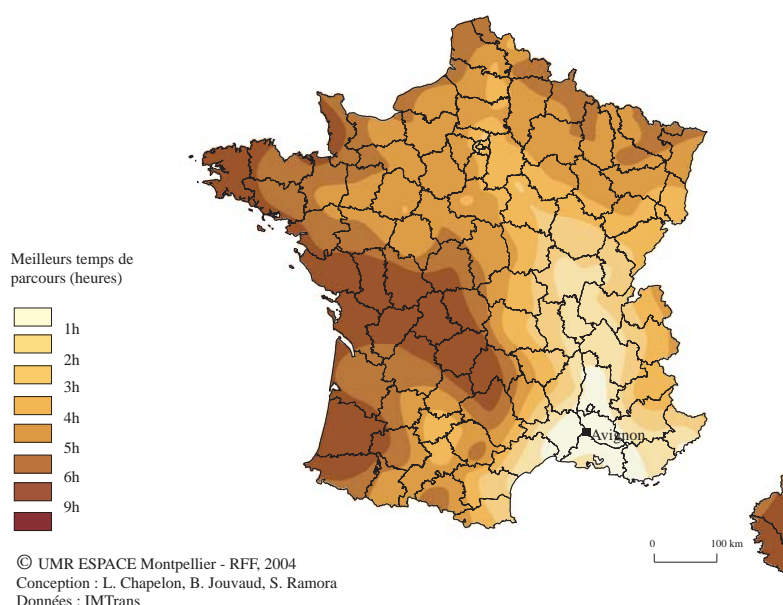 Meilleurs temps de
parcours (heures)
1h
2h
3h
4h
5h
6h
9h
Avignon
0 100 km
© UMR ESPACE Montpellier - RFF, 2004
Conception : L. Chapelon, B. Jouvaud, S. Ramora
Données : IMTrans